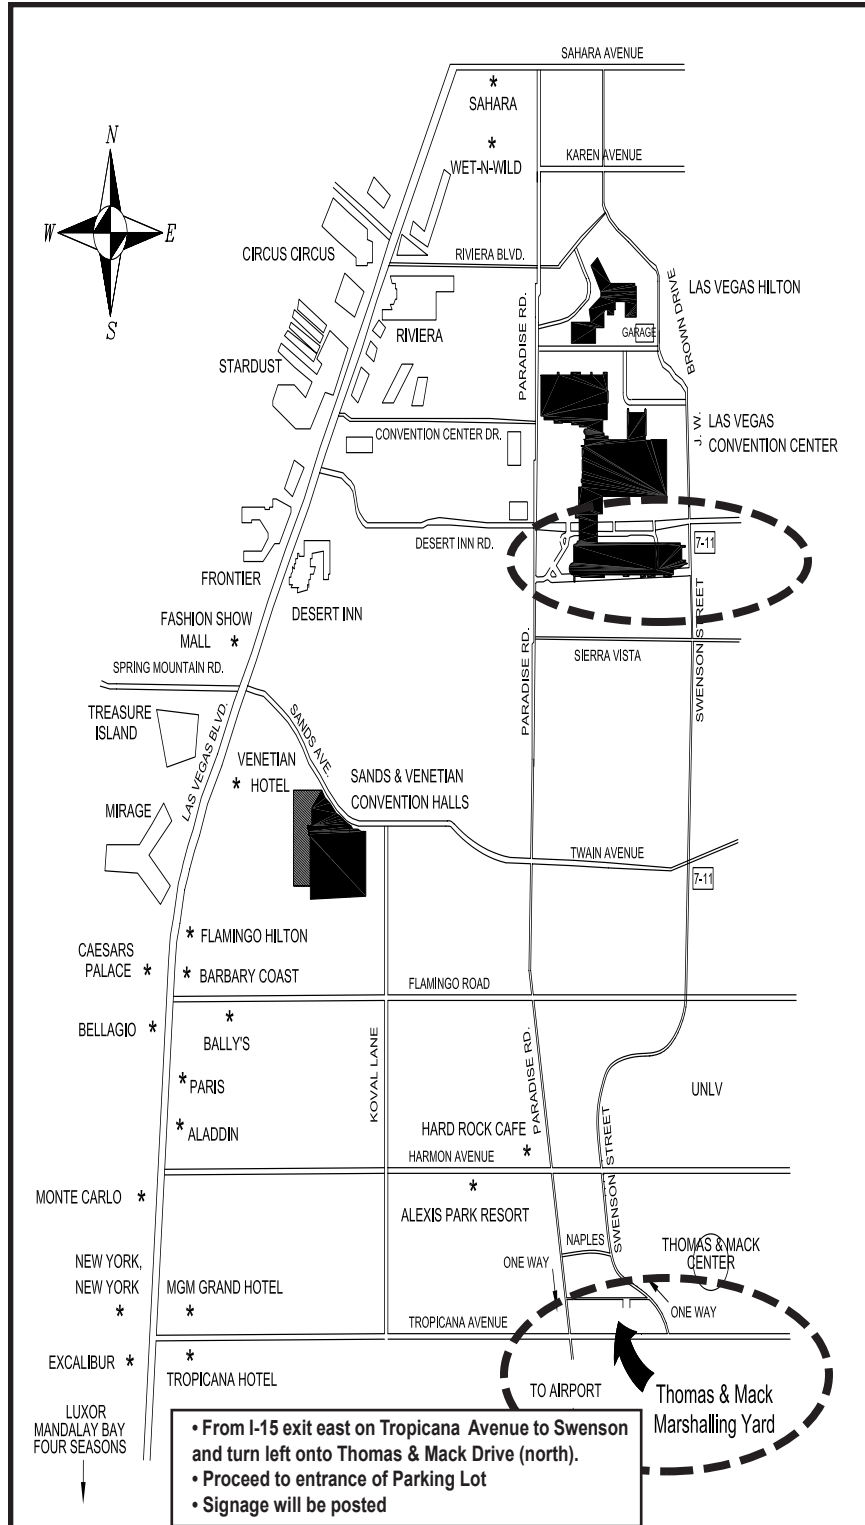 SAHARA AVENUE
*
SAHARA
*
WET-N-WILD
KAREN AVENUE
N
W
E
S
CIRCUS CIRCUS
RIVIERA BLVD.
PARADISE RD.
LAS VEGAS HILTON
GARAGE
J. W. BROWN DRIVE
RIVIERA
STARDUST
CONVENTION CENTER DR.
LAS VEGAS
CONVENTION CENTER
DESERT INN RD.
7-11
FRONTIER
DESERT INN
FASHION SHOW
MALL *
SPRING MOUNTAIN RD.
PARADISE RD.
SIERRA VISTA
SWENSON STREET
TREASURE
ISLAND
LAS VEGAS BLVD.
SANDS AVE.
VENETIAN
* HOTEL
SANDS & VENETIAN
CONVENTION HALLS
MIRAGE
TWAIN AVENUE
7-11
* FLAMINGO HILTON
CAESARS
PALACE *
* BARBARY COAST
FLAMINGO ROAD
BELLAGIO *
*
BALLY'S
KOVAL LANE
PARADISE RD.
* PARIS
UNLV
* ALADDIN
HARD ROCK CAFE
*
HARMON AVENUE
SWENSON STREET
MONTE CARLO *
*
ALEXIS PARK RESORT
NAPLES
THOMAS & MACK
CENTER
NEW YORK,
NEW YORK
*
ONE WAY
MGM GRAND HOTEL
*
ONE WAY
TROPICANA AVENUE
EXCALIBUR *
*
TROPICANA HOTEL
TO AIRPORT
Thomas & Mack
Marshalling Yard
LUXOR
MANDALAY BAY
FOUR SEASONS
• From I-15 exit east on Tropicana Avenue to Swenson
and turn left onto Thomas & Mack Drive (north).
• Proceed to entrance of Parking Lot
• Signage will be posted